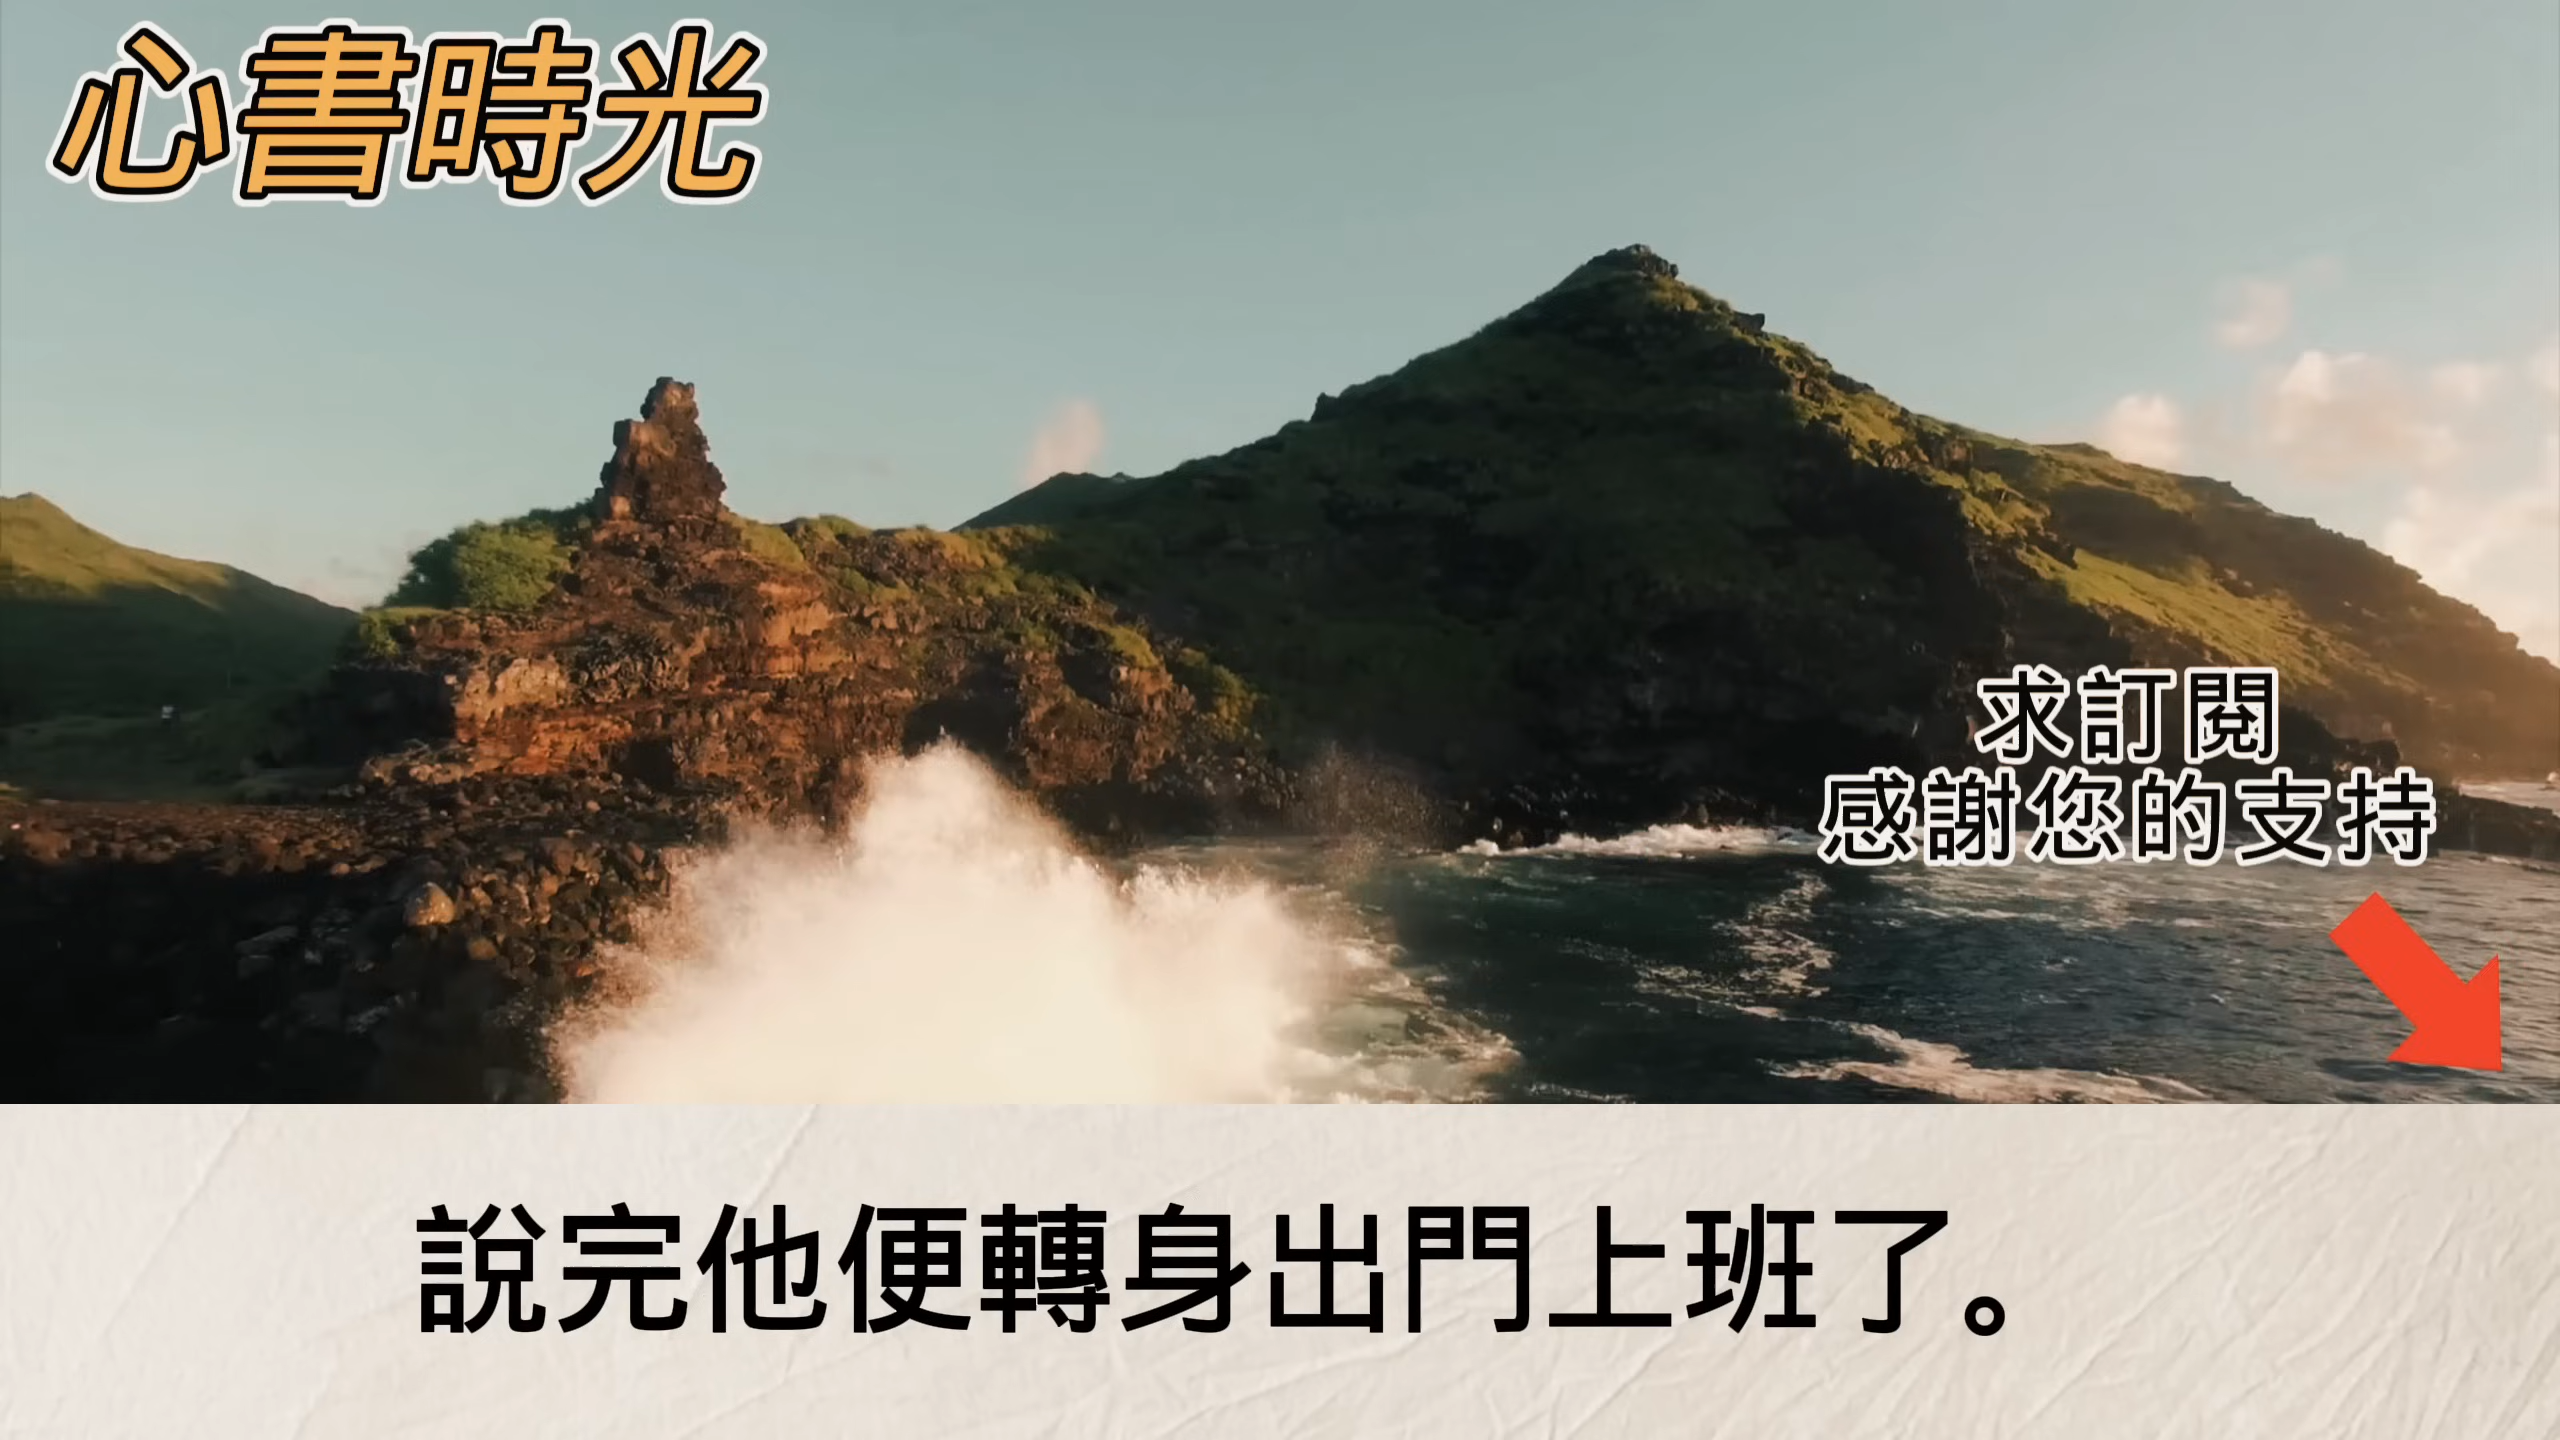 心書時光
求訂閱
感謝您的支持
說完他便轉身出門上班了。